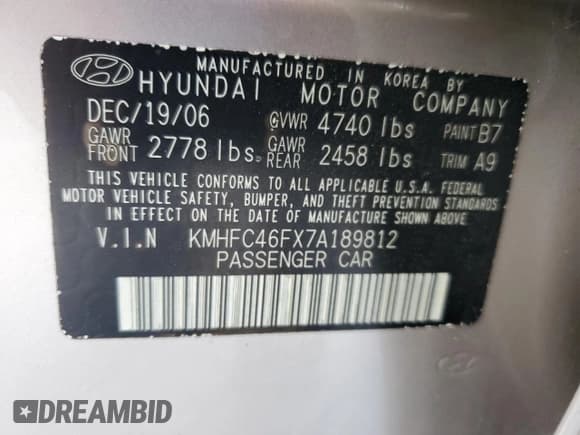 MANUFACTURED IN KOREA BY
HYUNDAI MOTOR COMPANY
DEC/19/06 GVWR 4740 lbs PAINT B7
GAWR FRONT 2778 lbs. GAWR REAR 2458 lbs TRIM A9
THIS VEHICLE CONFORMS TO ALL APPLICABLE U.S.A. FEDERAL
MOTOR VEHICLE SAFETY, BUMPER, AND THEFT PREVENTION STANDARDS
IN EFFECT ON THE DATE OF MANUFACTURE SHOWN ABOVE.
V.I.N KMHFC46FX7A189812
PASSENGER CAR
DREAMBID